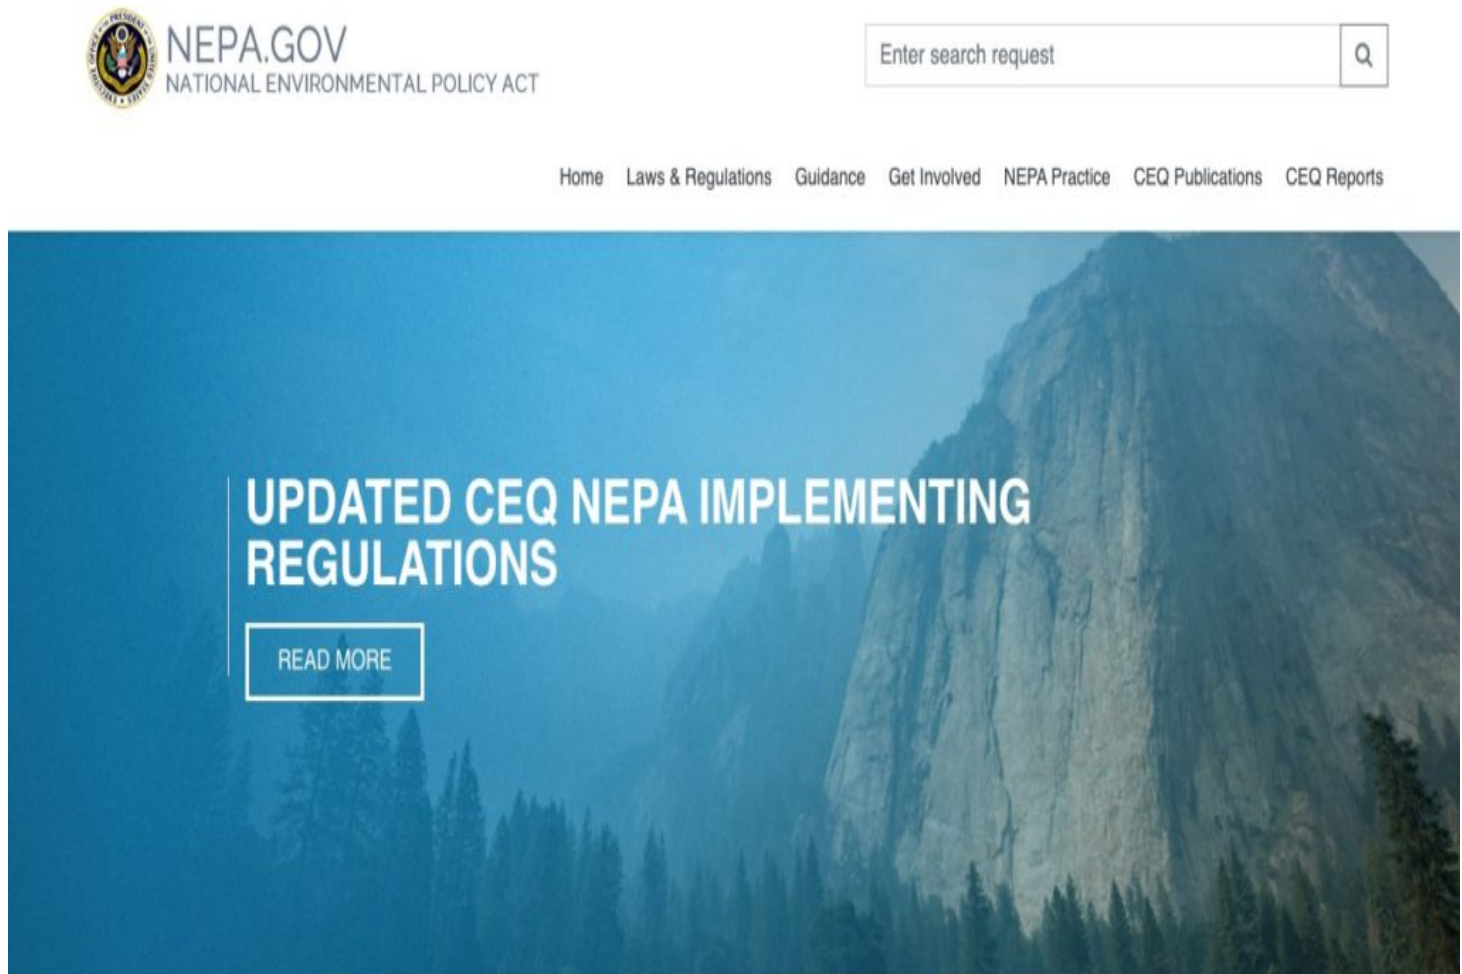 NEPA.GOV
NATIONAL ENVIRONMENTAL POLICY ACT
Enter search request
Home Laws & Regulations Guidance Get Involved NEPA Practice CEQ Publications CEQ Reports
UPDATED CEQ NEPA IMPLEMENTING
REGULATIONS
READ MORE